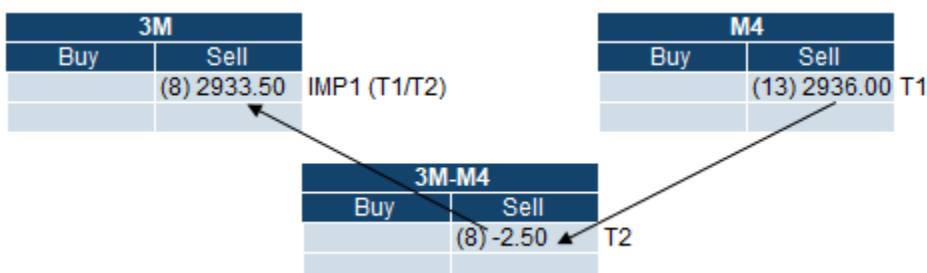 3M M4
Buy Sell Buy Sell
(8) 2933.50 IMP1 (T1/T2) (13) 2936.00 T1
3M-M4
Buy Sell
(8) -2.50 T2